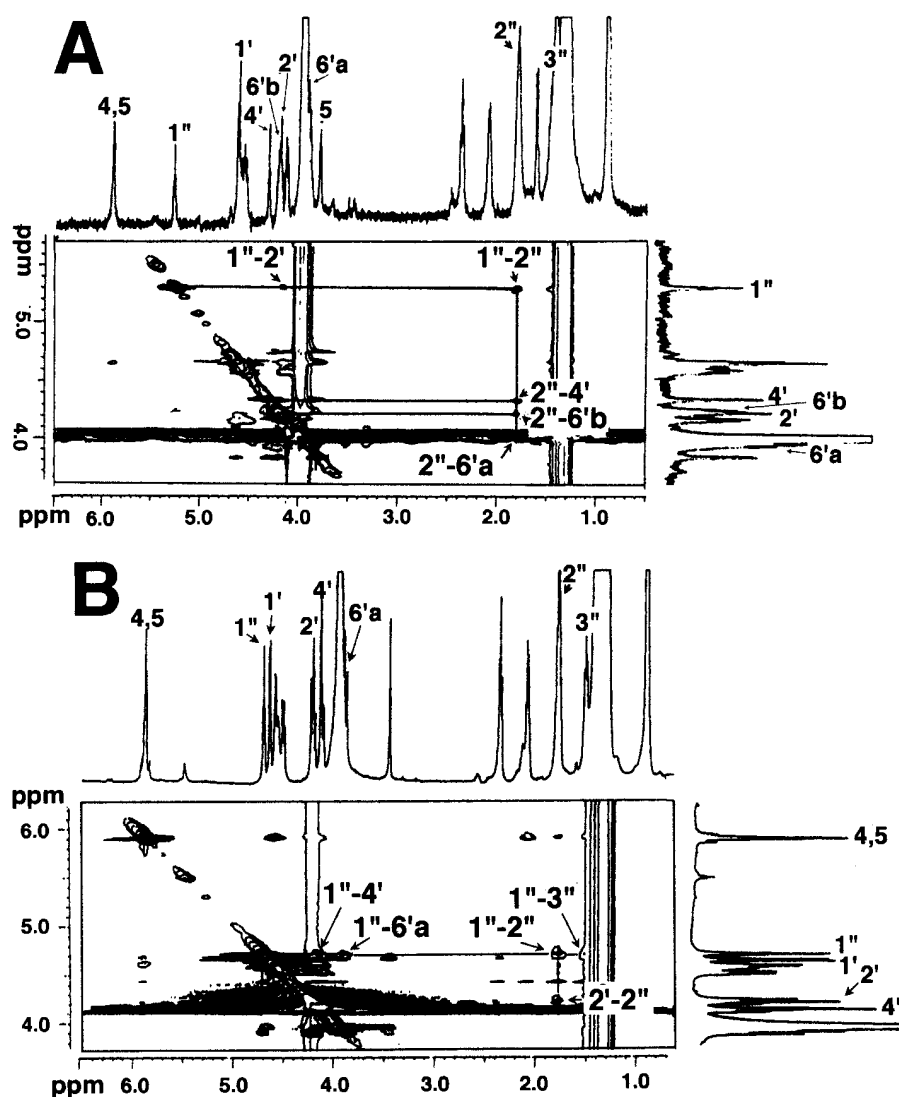 A
2"
1'
2'
3"
6'a
6'b
4,5
4'
5
1"
ppm
1"-2' 1"-2"
1"
5.0
2"-4' 4'
6'b
2"-6'b 2'
4.0
2"-6'a 6'a
ppm 6.0 5.0 4.0 3.0 2.0 1.0
B
2"
4'
1'
4,5 6'a
1" 2' 3"
ppm
6.0
4,5
1"-4' 1"-3"
5.0 1"-6'a 1"-2" 1"
1' 2'
2'-2"
4'
4.0
ppm 6.0 5.0 4.0 3.0 2.0 1.0